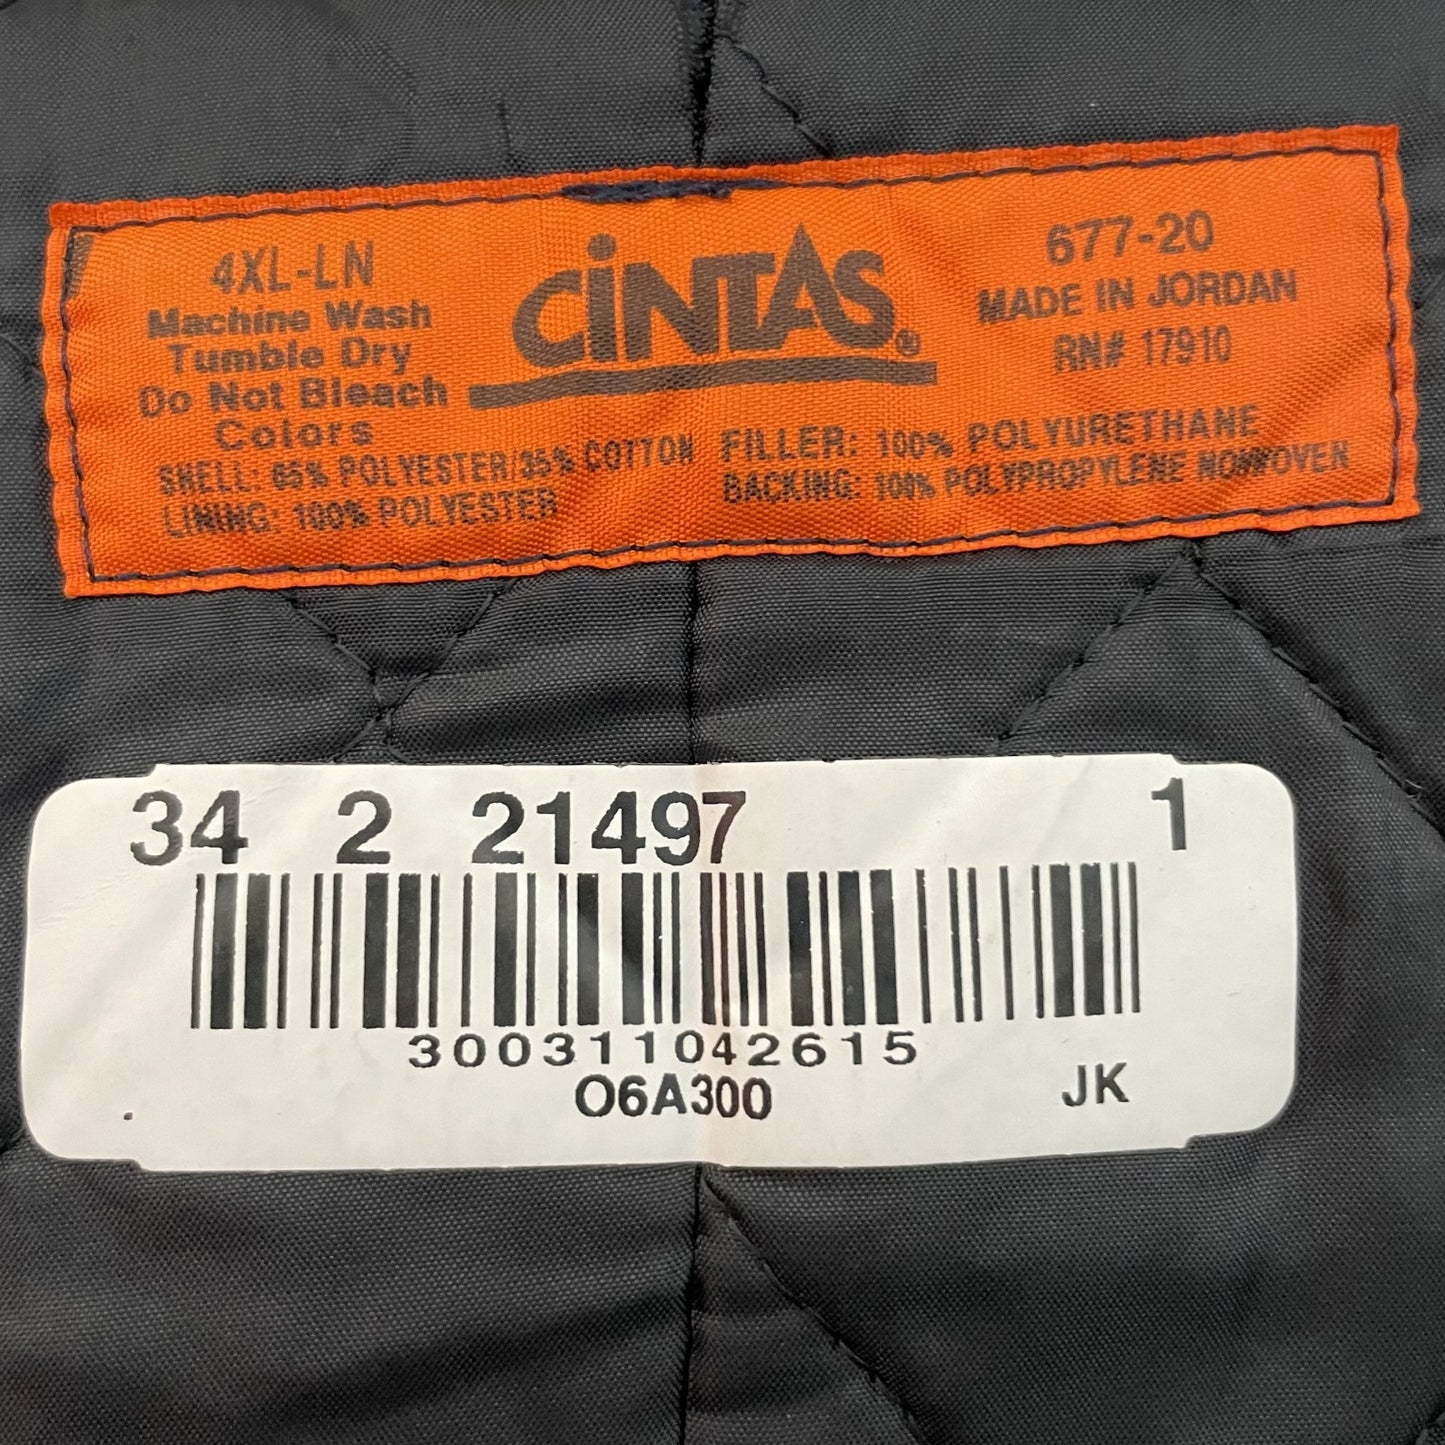 4XL-LN
Machine Wash
Tumble Dry
Do Not Bleach
Colors
CiNTAS®
677-20
MADE IN JORDAN
RN# 17910
SHELL: 65% POLYESTER/35% COTTON
LINING: 100% POLYESTER
FILLER: 100% POLYURETHANE
BACKING: 100% POLYPROPYLENE NONWOVEN
34 2 21497 1
300311042615
O6A300 JK